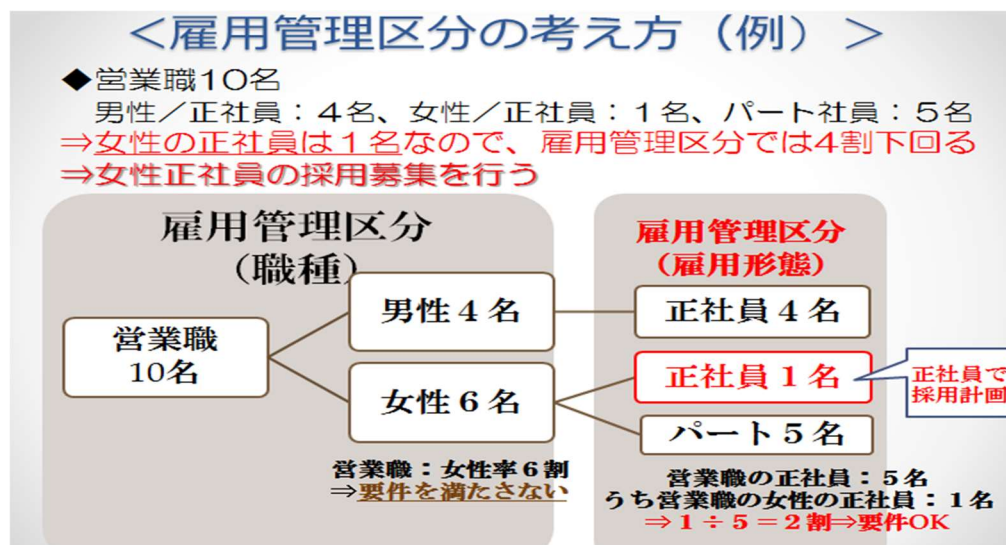 ＜雇用管理区分の考え方（例）＞
◆営業職10名
男性／正社員：４名、女性／正社員：１名、パート社員：５名
⇒女性の正社員は１名なので、雇用管理区分では4割下回る
⇒女性正社員の採用募集を行う
雇用管理区分
（職種）
営業職
10名
男性４名
女性６名
営業職：女性率６割
⇒要件を満たさない
雇用管理区分
（雇用形態）
正社員４名
正社員１名
パート５名
正社員で
採用計画
営業職の正社員：５名
うち営業職の女性の正社員：１名
⇒１÷５＝２割⇒要件OK